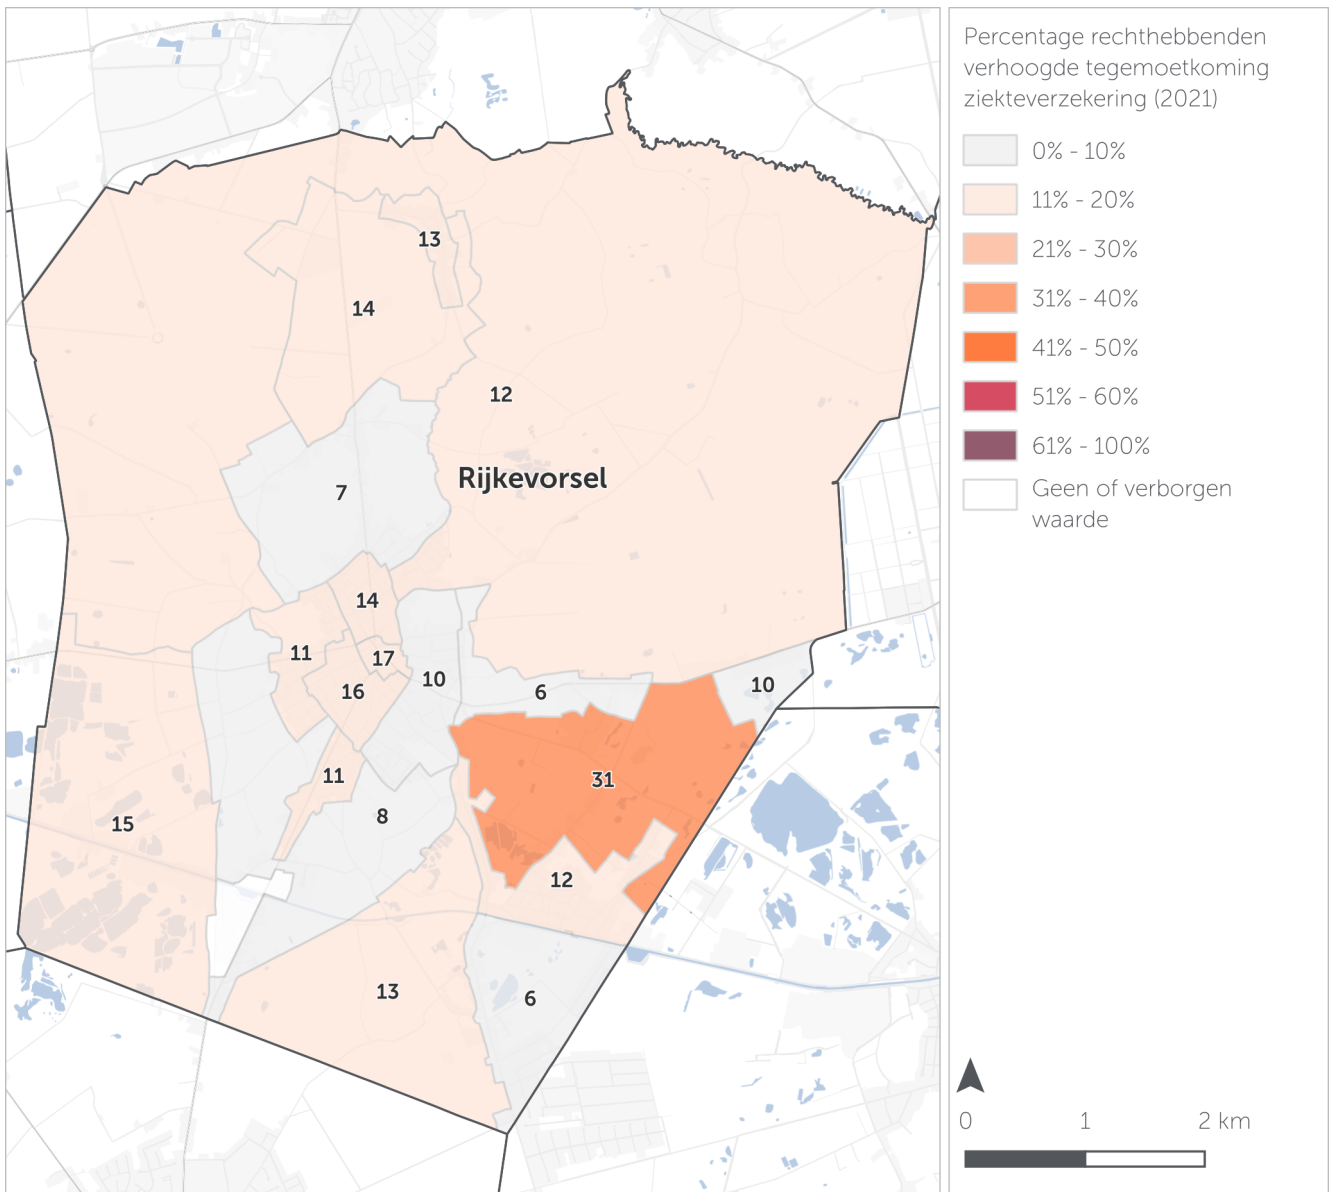 Percentage rechthebbenden
verhoogde tegemoetkoming
ziekteverzekering (2021)
0% - 10%
11% - 20%
21% - 30%
31% - 40%
41% - 50%
51% - 60%
61% - 100%
Geen of verborgen
waarde
13
14
12
Rijkevorsel
7
14
11
17
10
16
6
10
11
31
15
8
12
13
6
0 1 2 km